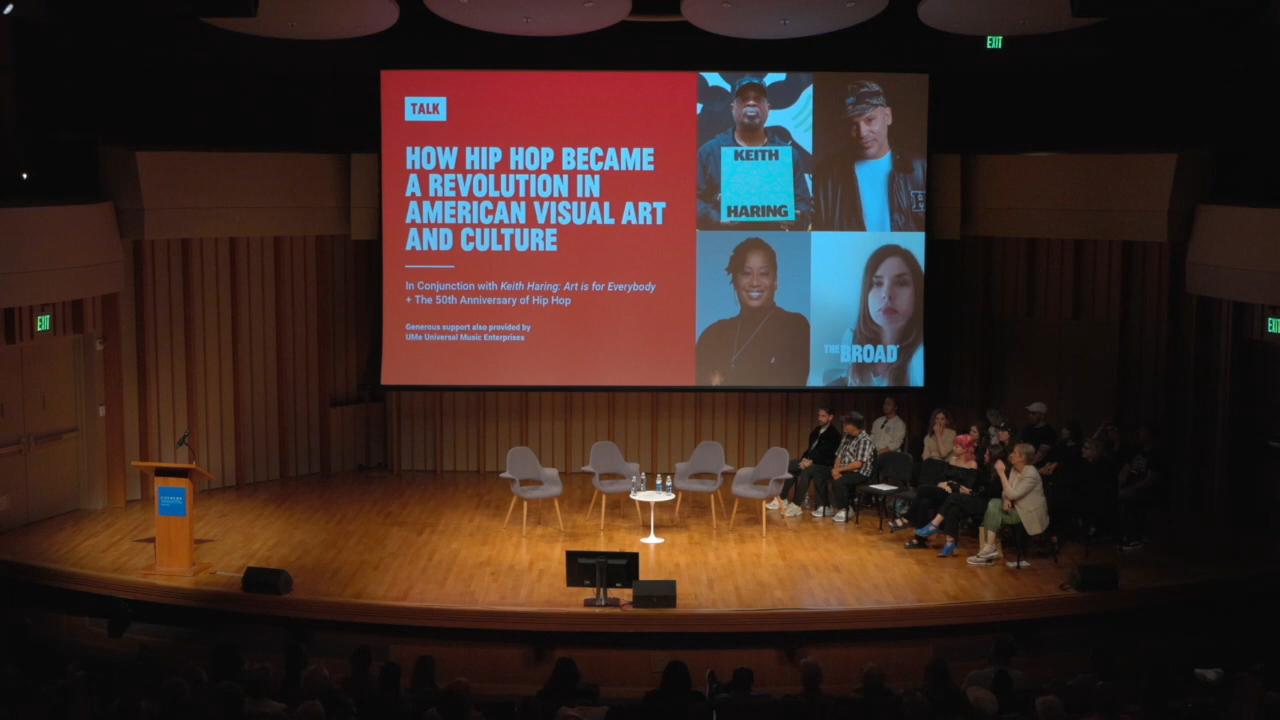 EXIT
TALK
HOW HIP HOP BECAME
A REVOLUTION IN
AMERICAN VISUAL ART
AND CULTURE
In Conjunction with Keith Haring: Art is for Everybody
+ The 50th Anniversary of Hip Hop
Generous support also provided by
UMe Universal Music Enterprises
KEITH
HARING
THE BROAD
EXIT
EXIT